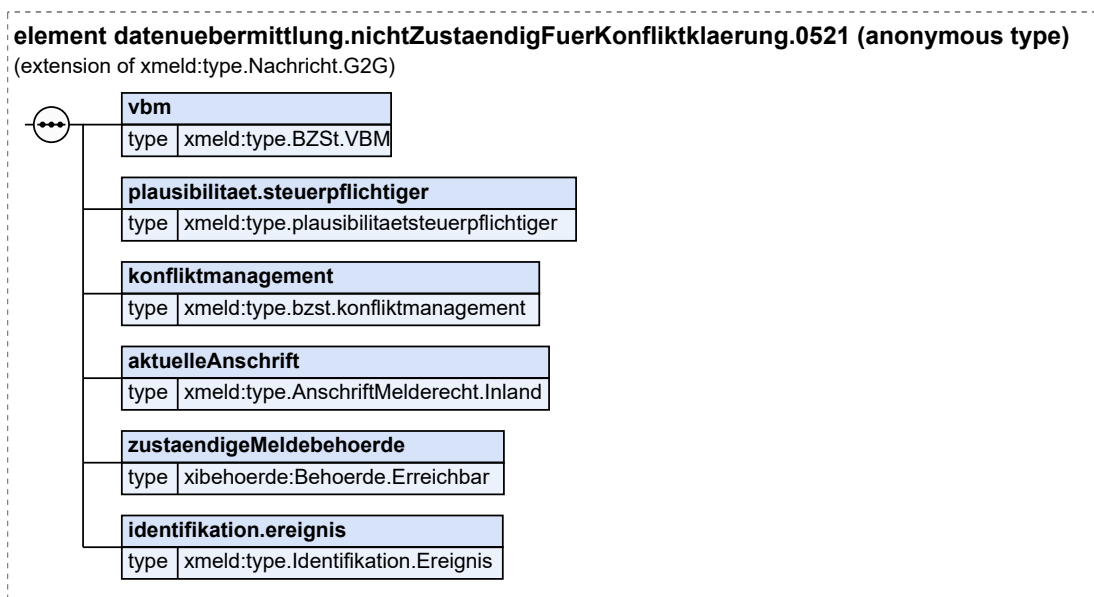 element datenuebermittlung.nichtZustaendigFuerKonfliktklaerung.0521 (anonymous type)
(extension of xmeld:type.Nachricht.G2G)
vbm
type xmeld:type.BZSt.VBM
plausibilitaet.steuerpflichtiger
type xmeld:type.plausibilitaetsteuerpflichtiger
konfliktmanagement
type xmeld:type.bzst.konfliktmanagement
aktuelleAnschrift
type xmeld:type.AnschriftMelderecht.Inland
zustaendigeMeldebehoerde
type xibehoerde:Behoerde.Erreichbar
identifikation.ereignis
type xmeld:type.Identifikation.Ereignis